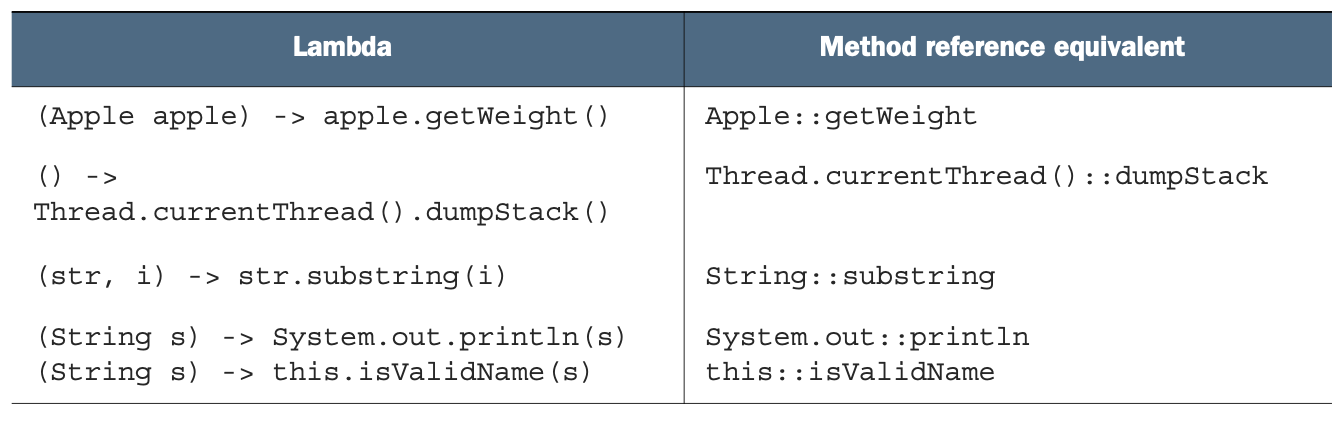 Lambda Method reference equivalent
(Apple apple) -> apple.getWeight() Apple::getWeight
() -> Thread.currentThread()::dumpStack
Thread.currentThread().dumpStack()
(str, i) -> str.substring(i) String::substring
(String s) -> System.out.println(s) System.out::println
(String s) -> this.isValidName(s) this::isValidName